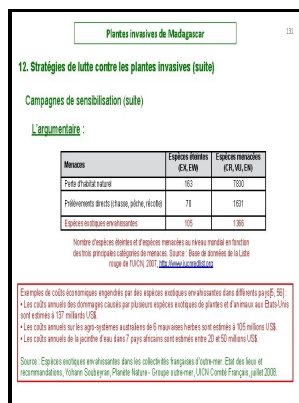 Plantes invasives de Madagascar
131
12. Stratégies de lutte contre les plantes invasives (suite)
Campagnes de sensibilisation (suite)
L'argumentaire :
Menaces | Espèces éteintes (EX, EW) | Espèces menacées (CR, VU, EN)
Perte d'habitat naturel | 163 | 7830
Prélèvements directs (chasse, pêche, récolte) | 70 | 1631
Espèces exotiques envahissantes | 105 | 1366
Nombre d'espèces éteintes et d'espèces menacées au niveau mondial en fonction
des trois principales catégories de menaces. Source : Base de données de la Liste
rouge de l'UICN, 2007, http://www.iucnredlist.org
Exemples de coûts économiques engendrés par des espèces exotiques envahissantes dans différents pays[5, 56] :
• Les coûts annuels des dommages causés par plusieurs espèces exotiques de plantes et d'animaux aux Etats-Unis
sont estimés à 137 milliards US$.
• Les coûts annuels sur les agro-systèmes australiens de 5 mauvaises herbes sont estimés à 105 millions US$.
• Les coûts annuels de la jacinthe d'eau dans 7 pays africains sont estimés entre 20 et 50 millions US$.
Source : Espèces exotiques envahissantes dans les collectivités françaises d'outre-mer. Etat des lieux et
recommandations, Yohann Soubeyran, Planète Nature - Groupe outre-mer, UICN Comité Français, juillet 2008.